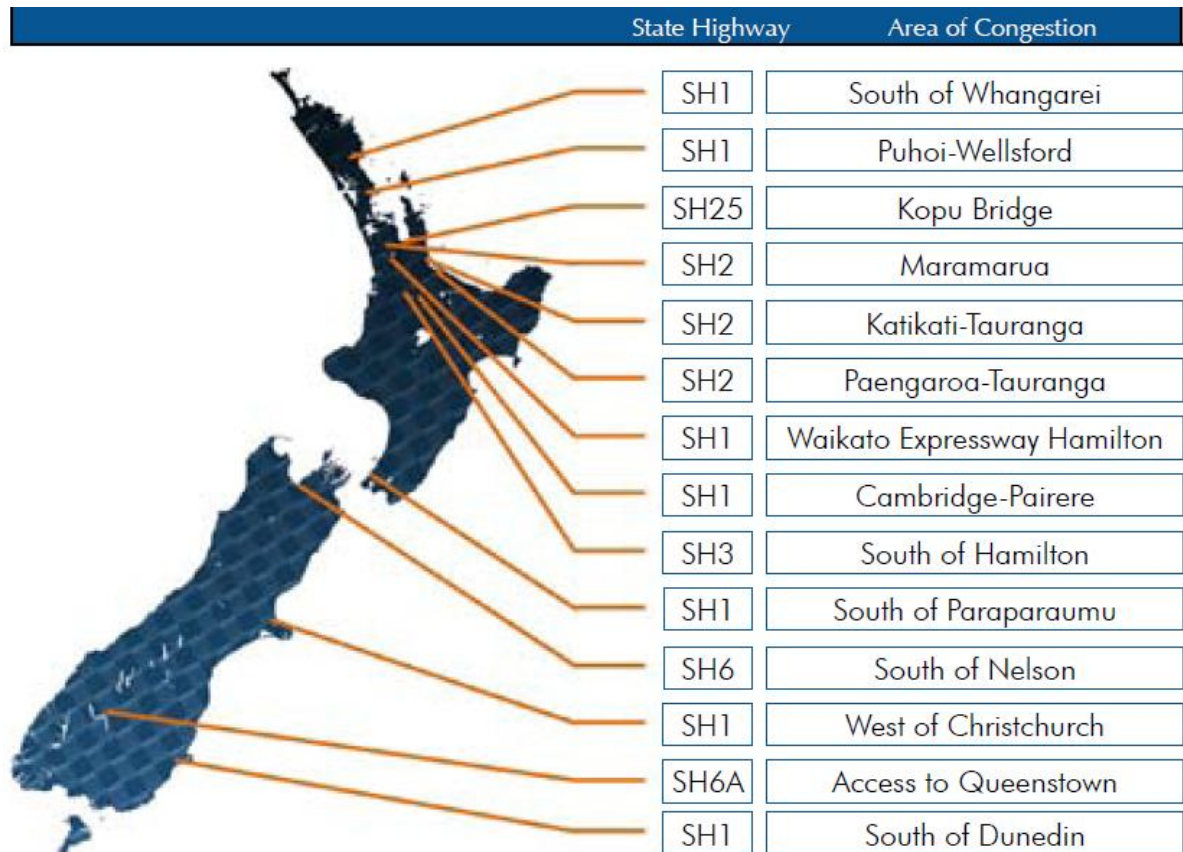 State Highway Area of Congestion
SH1 South of Whangarei
SH1 Puhoi-Wellsford
SH25 Kopu Bridge
SH2 Maramarua
SH2 Katikati-Tauranga
SH2 Paengaroa-Tauranga
SH1 Waikato Expressway Hamilton
SH1 Cambridge-Pairere
SH3 South of Hamilton
SH1 South of Paraparaumu
SH6 South of Nelson
SH1 West of Christchurch
SH6A Access to Queenstown
SH1 South of Dunedin